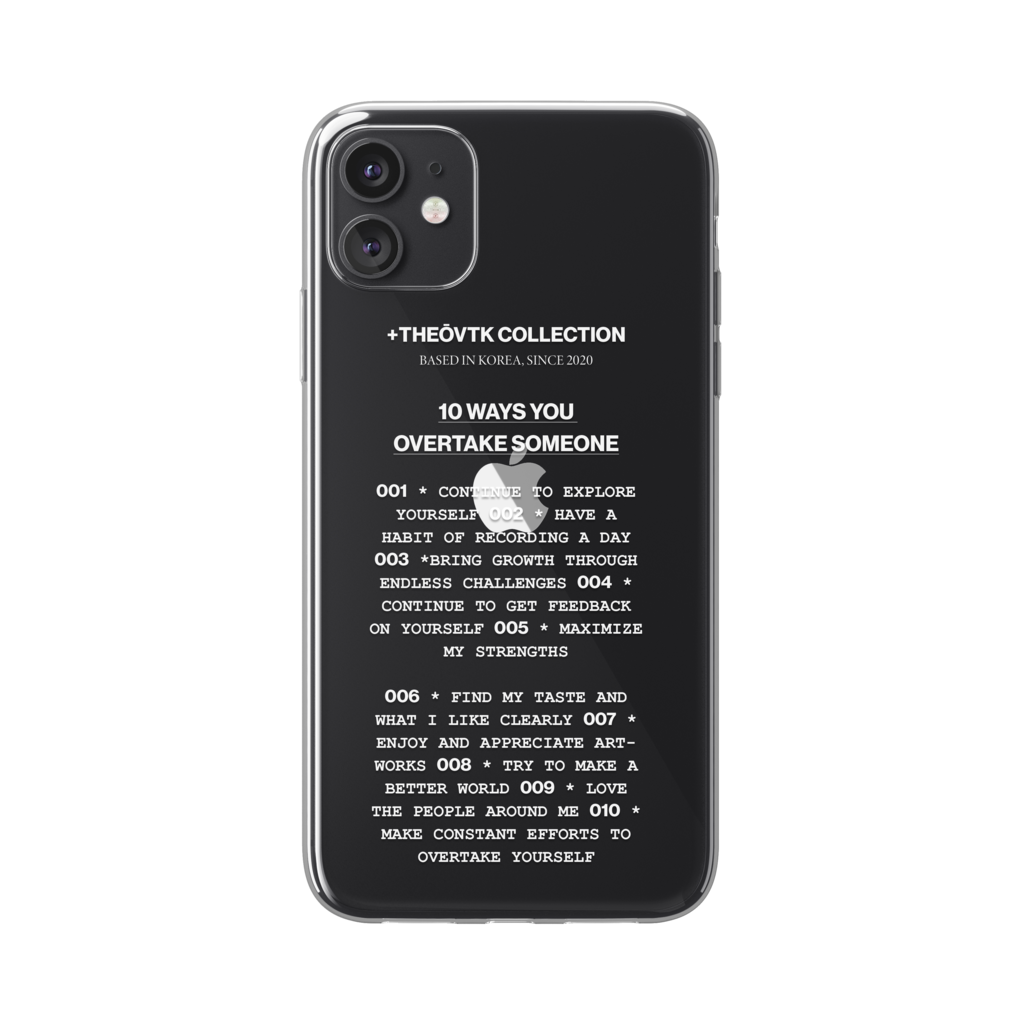 +THEŌVTK COLLECTION
BASED IN KOREA, SINCE 2020
10 WAYS YOU
OVERTAKE SOMEONE
001 * CONTINUE TO EXPLORE
YOURSELF 002 * HAVE A
HABIT OF RECORDING A DAY
003 *BRING GROWTH THROUGH
ENDLESS CHALLENGES 004 *
CONTINUE TO GET FEEDBACK
ON YOURSELF 005 * MAXIMIZE
MY STRENGTHS
006 * FIND MY TASTE AND
WHAT I LIKE CLEARLY 007 *
ENJOY AND APPRECIATE ART-
WORKS 008 * TRY TO MAKE A
BETTER WORLD 009 * LOVE
THE PEOPLE AROUND ME 010 *
MAKE CONSTANT EFFORTS TO
OVERTAKE YOURSELF